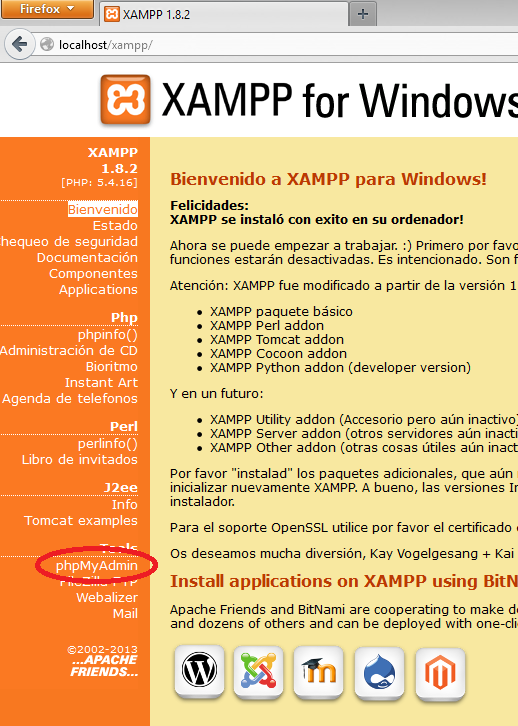 Firefox
XAMPP 1.8.2
localhost/xampp/
XAMPP for Windows
XAMPP
1.8.2
[PHP: 5.4.16]
Bienvenido
Estado
Chequeo de seguridad
Documentación
Componentes
Applications
Php
phpinfo()
Administración de CD
Bioritmo
Instant Art
Agenda de telefonos
Perl
perlinfo()
Libro de invitados
J2ee
Info
Tomcat examples
Tools
phpMyAdmin
FileZilla FTP
Webalizer
Mail
©2002-2013
...APACHE
FRIENDS...
Bienvenido a XAMPP para Windows!
Felicidades:
XAMPP se instaló con exito en su ordenador!
Ahora se puede empezar a trabajar. :) Primero por favo
funciones estarán desactivadas. Es intencionado. Son f
Atención: XAMPP fue modificado a partir de la versión 1
XAMPP paquete básico
XAMPP Perl addon
XAMPP Tomcat addon
XAMPP Cocoon addon
XAMPP Python addon (developer version)
Y en un futuro:
XAMPP Utility addon (Accesorio pero aún inactivo)
XAMPP Server addon (otros servidores aún inacti
XAMPP Other addon (otras cosas útiles aún inact
Por favor "instalad" los paquetes adicionales, que aún
inicializar nuevamente XAMPP. A bueno, las versiones In
instalador.
Para el soporte OpenSSL utilice por favor el certificado
Os deseamos mucha diversión, Kay Vogelgesang + Kai
Install applications on XAMPP using BitN
Apache Friends and BitNami are cooperating to make do
and dozens of others and can be deployed with one-clic